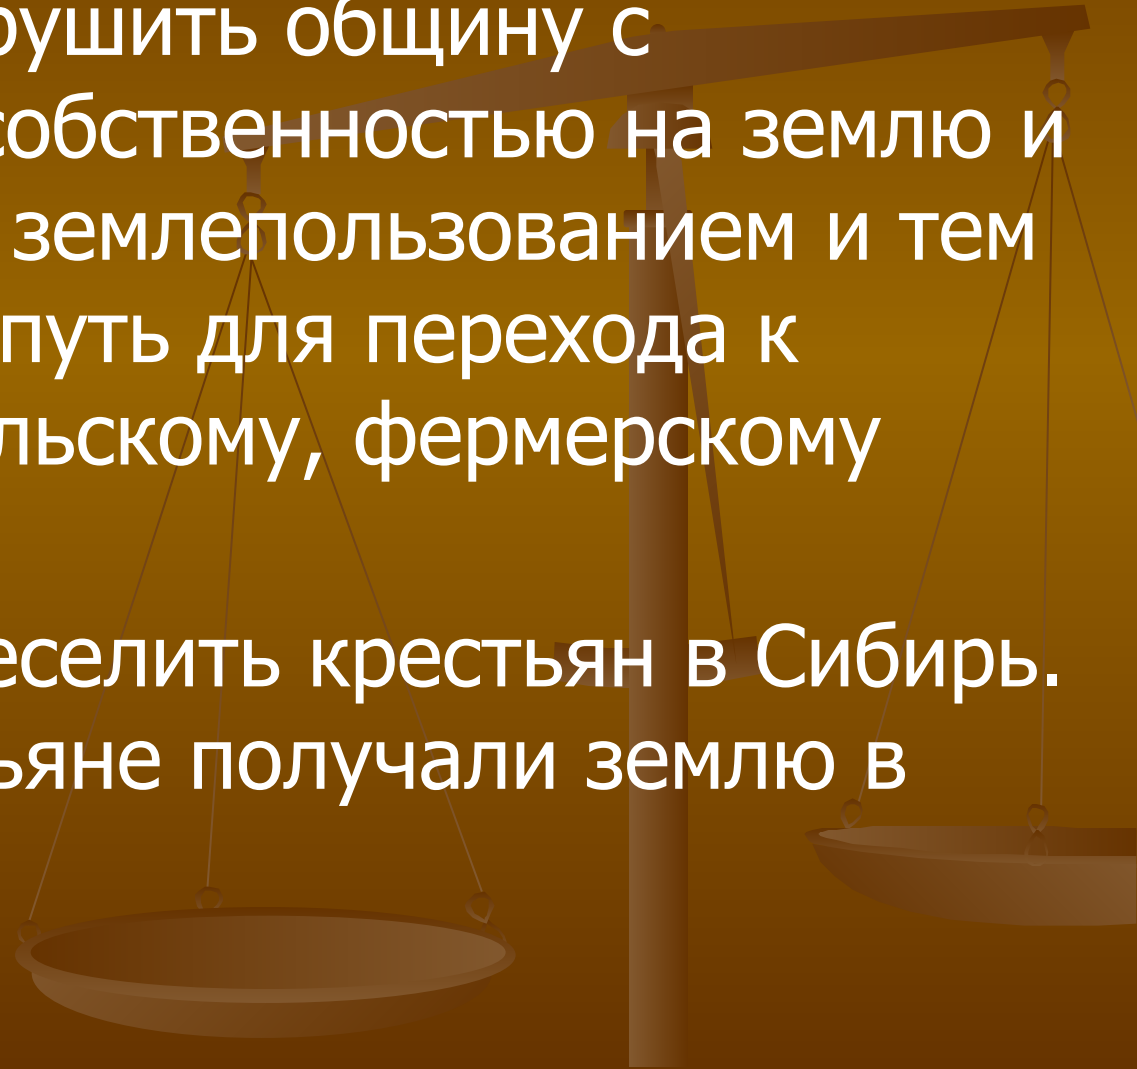 рушить общину с
собственностью на землю и
землепользованием и тем
путь для перехода к
льскому, фермерскому
еселить крестьян в Сибирь.
ьяне получали землю в